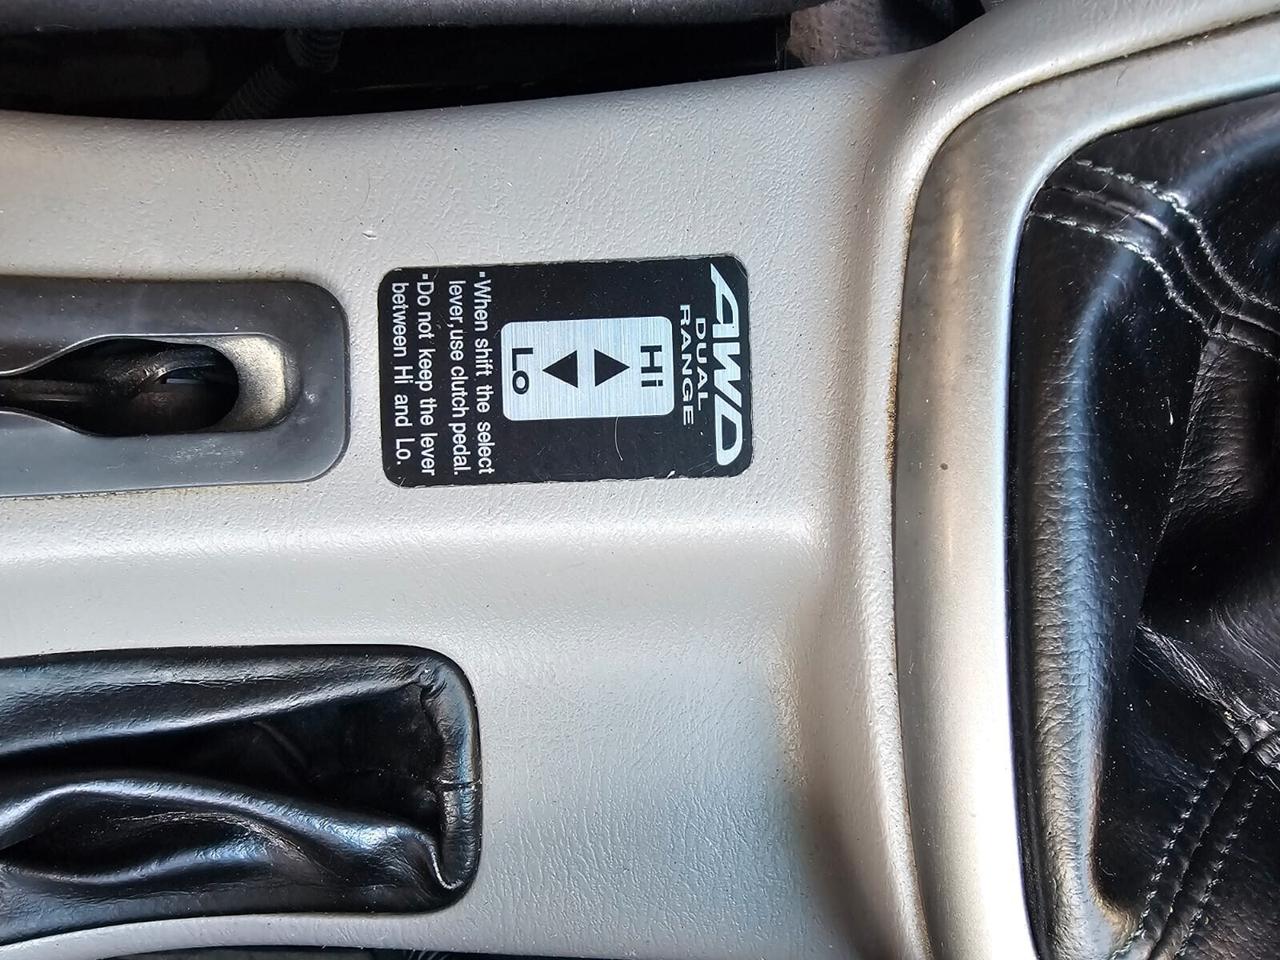 AWD
DUAL
RANGE
Hi
Lo
▪When shift the select
lever,use clutch pedal.
▪Do not keep the lever
between Hi and Lo.